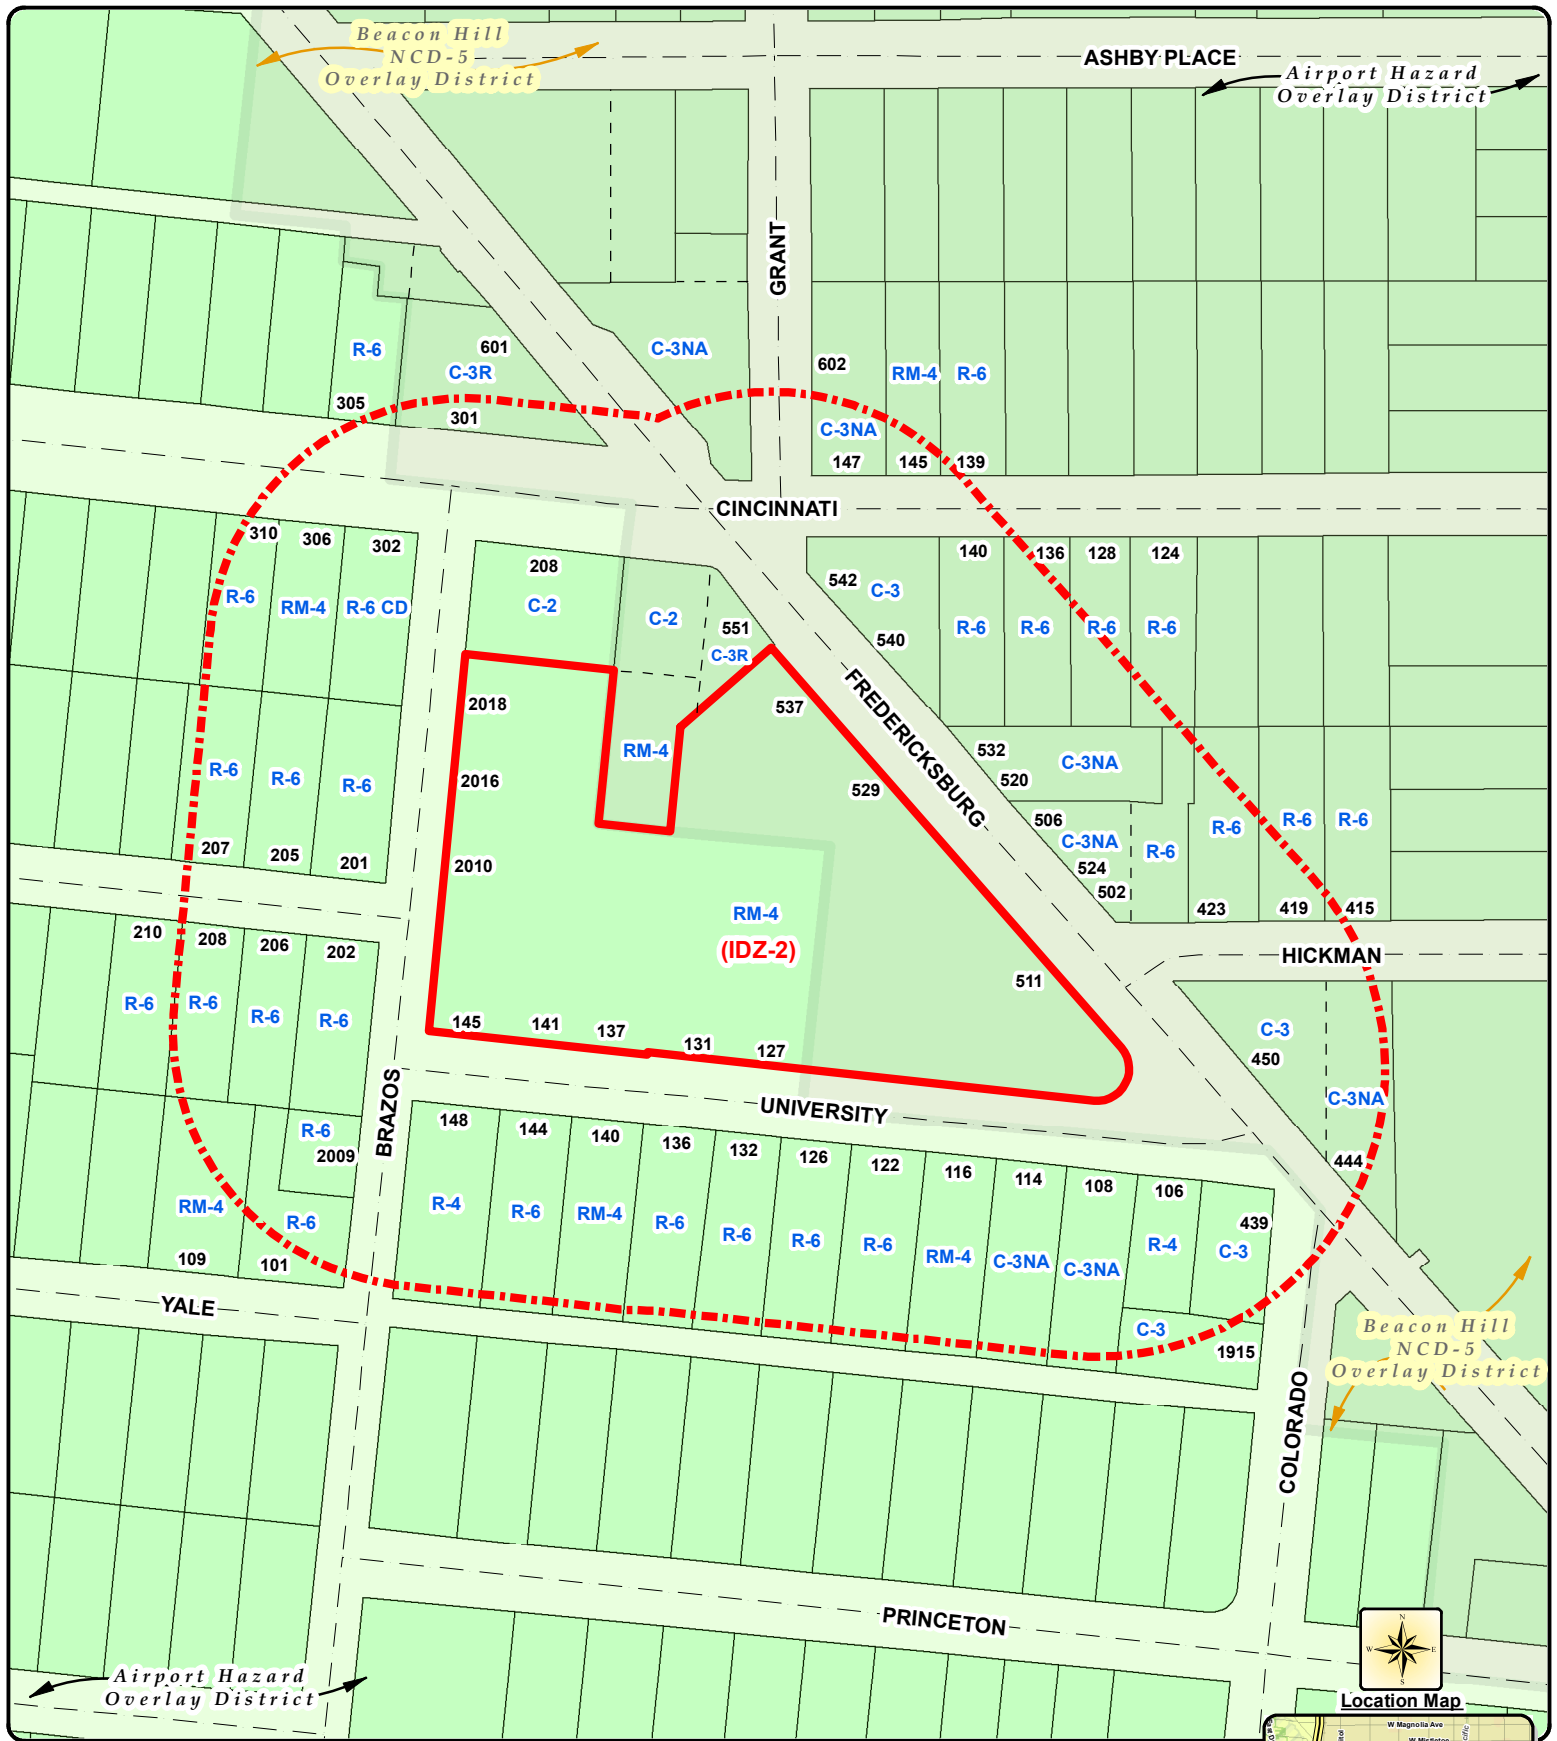 Beacon Hill
NCD-5
Overlay District
ASHBY PLACE
Airport Hazard
Overlay District
GRANT
R-6
601
C-3R
C-3NA
602
RM-4
R-6
305
301
C-3NA
147
145
139
CINCINNATI
310
306
302
208
140
136
128
124
542
C-3
R-6
RM-4
R-6 CD
C-2
C-2
551
C-3R
540
R-6
R-6
R-6
R-6
FREDERICKSBURG
2018
537
RM-4
532
C-3NA
520
R-6
R-6
R-6
2016
529
506
C-3NA
524
502
R-6
R-6
R-6
R-6
207
205
201
2010
423
419
415
RM-4
(IDZ-2)
HICKMAN
210
208
206
202
511
R-6
R-6
R-6
R-6
145
141
137
131
127
C-3
450
C-3NA
444
BRAZOS
UNIVERSITY
R-6
2009
148
144
140
136
132
126
122
116
114
108
106
439
RM-4
R-6
R-4
R-6
RM-4
R-6
R-6
R-6
R-6
RM-4
C-3NA
C-3NA
R-4
C-3
109
101
YALE
C-3
1915
Beacon Hill
NCD-5
Overlay District
COLORADO
PRINCETON
Airport Hazard
Overlay District
N
W
E
S
Location Map
W Magnolia Ave
W Mistletoe